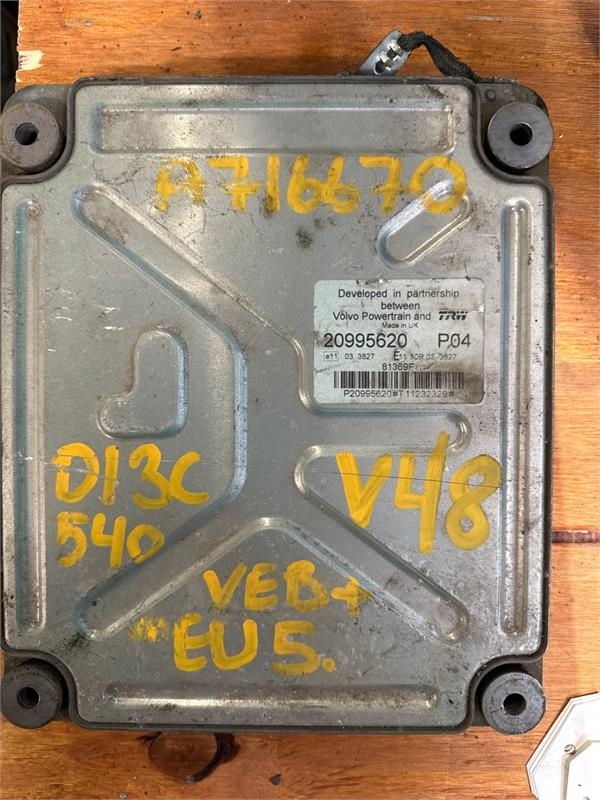 A716670
Developed in partnership
between
Volvo Powertrain and TRW
Made in UK
20995620 P04
e11 03 3827 E11 10R 03 3827
81369F
P20995620#T11232329#
D13C
540
V48
VEB+
"EU5.